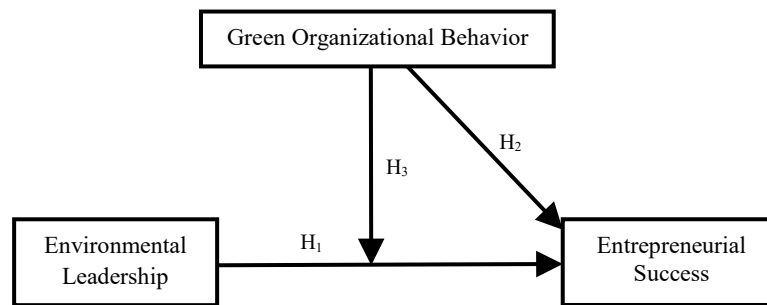 Green Organizational Behavior
H₂
H₃
H₁
Environmental
Leadership
Entrepreneurial
Success